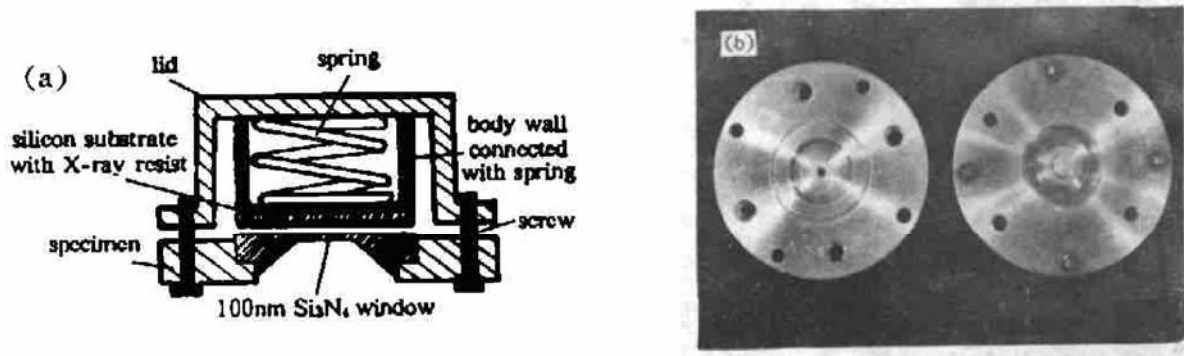 (a)
lid
spring
silicon substrate
with X-ray resist
body wall
connected
with spring
screw
specimen
100nm Si₃N₄ window
(b)